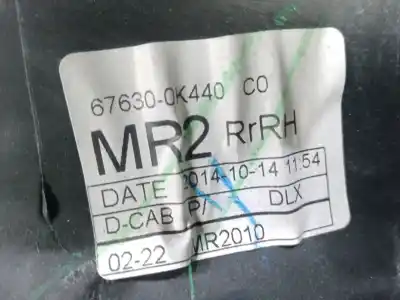 67630-0K440 C0
MR2 RrRH
DATE 2014-10-14 11:54
D-CAB P/ DLX
02-22 MR2010